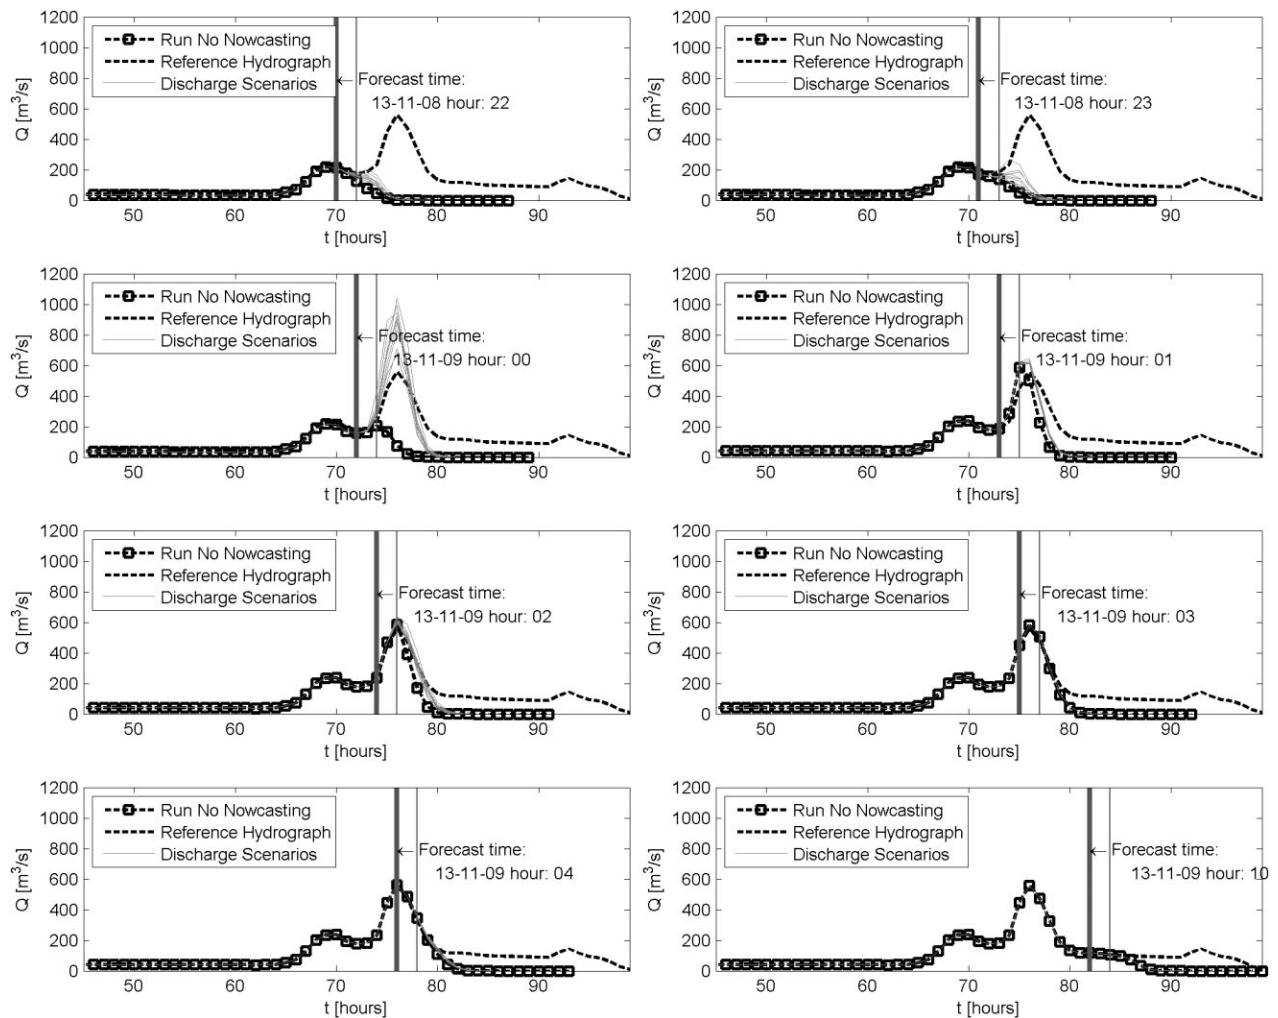 1200
1000
800
600
400
200
0
Q [m³/s]
Run No Nowcasting
Reference Hydrograph
Discharge Scenarios
Forecast time:
13-11-08 hour: 22
50 60 70 80 90
t [hours]
1200
1000
800
600
400
200
0
Q [m³/s]
Run No Nowcasting
Reference Hydrograph
Discharge Scenarios
Forecast time:
13-11-08 hour: 23
50 60 70 80 90
t [hours]
1200
1000
800
600
400
200
0
Q [m³/s]
Run No Nowcasting
Reference Hydrograph
Discharge Scenarios
Forecast time:
13-11-09 hour: 00
50 60 70 80 90
t [hours]
1200
1000
800
600
400
200
0
Q [m³/s]
Run No Nowcasting
Reference Hydrograph
Discharge Scenarios
Forecast time:
13-11-09 hour: 01
50 60 70 80 90
t [hours]
1200
1000
800
600
400
200
0
Q [m³/s]
Run No Nowcasting
Reference Hydrograph
Discharge Scenarios
Forecast time:
13-11-09 hour: 02
50 60 70 80 90
t [hours]
1200
1000
800
600
400
200
0
Q [m³/s]
Run No Nowcasting
Reference Hydrograph
Discharge Scenarios
Forecast time:
13-11-09 hour: 03
50 60 70 80 90
t [hours]
1200
1000
800
600
400
200
0
Q [m³/s]
Run No Nowcasting
Reference Hydrograph
Discharge Scenarios
Forecast time:
13-11-09 hour: 04
50 60 70 80 90
t [hours]
1200
1000
800
600
400
200
0
Q [m³/s]
Run No Nowcasting
Reference Hydrograph
Discharge Scenarios
Forecast time:
13-11-09 hour: 10
50 60 70 80 90
t [hours]